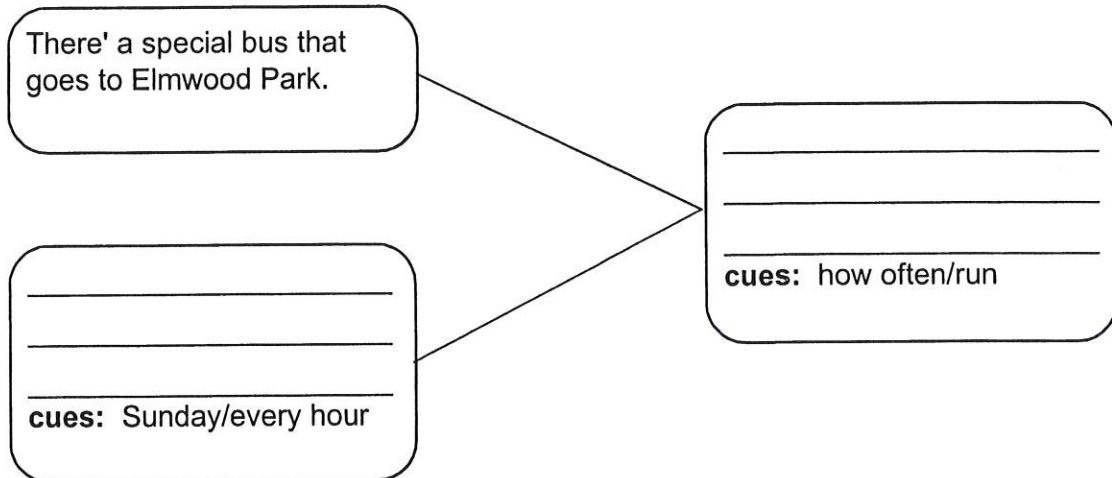 There' a special bus that
goes to Elmwood Park.
cues: how often/run
cues: Sunday/every hour